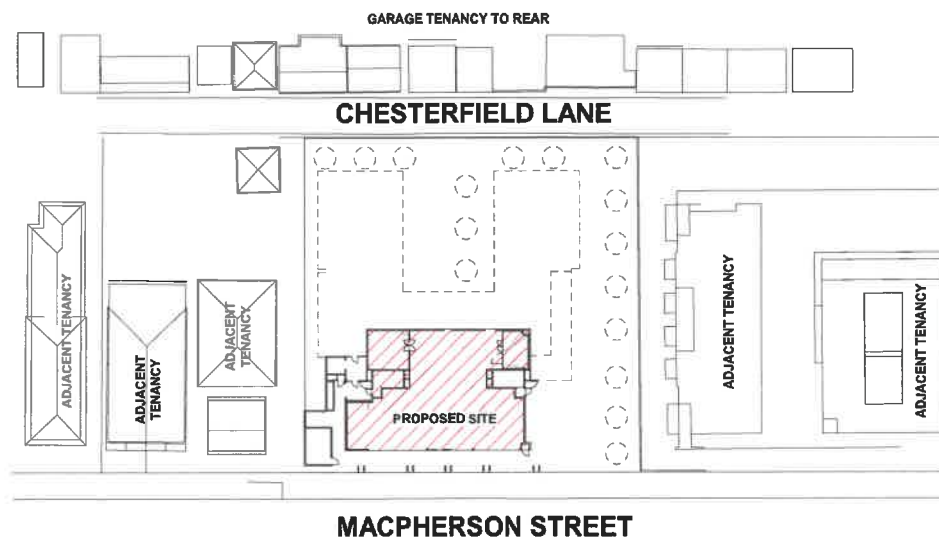 GARAGE TENANCY TO REAR
CHESTERFIELD LANE
ADJACENT TENANCY
ADJACENT
TENANCY
ADJACENT
TENANCY
PROPOSED SITE
ADJACENT TENANCY
ADJACENT TENANCY
MACPHERSON STREET